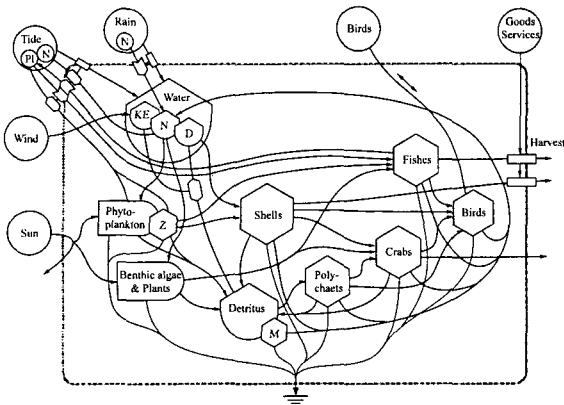 Tide
Pl
N
Rain
N
Birds
Goods
Services
Water
KE
N
D
Wind
Harvest
Fishes
Phyto-
plankton
Z
Shells
Birds
Sun
Crabs
Benthic algae
& Plants
Poly-
chaets
Detritus
M